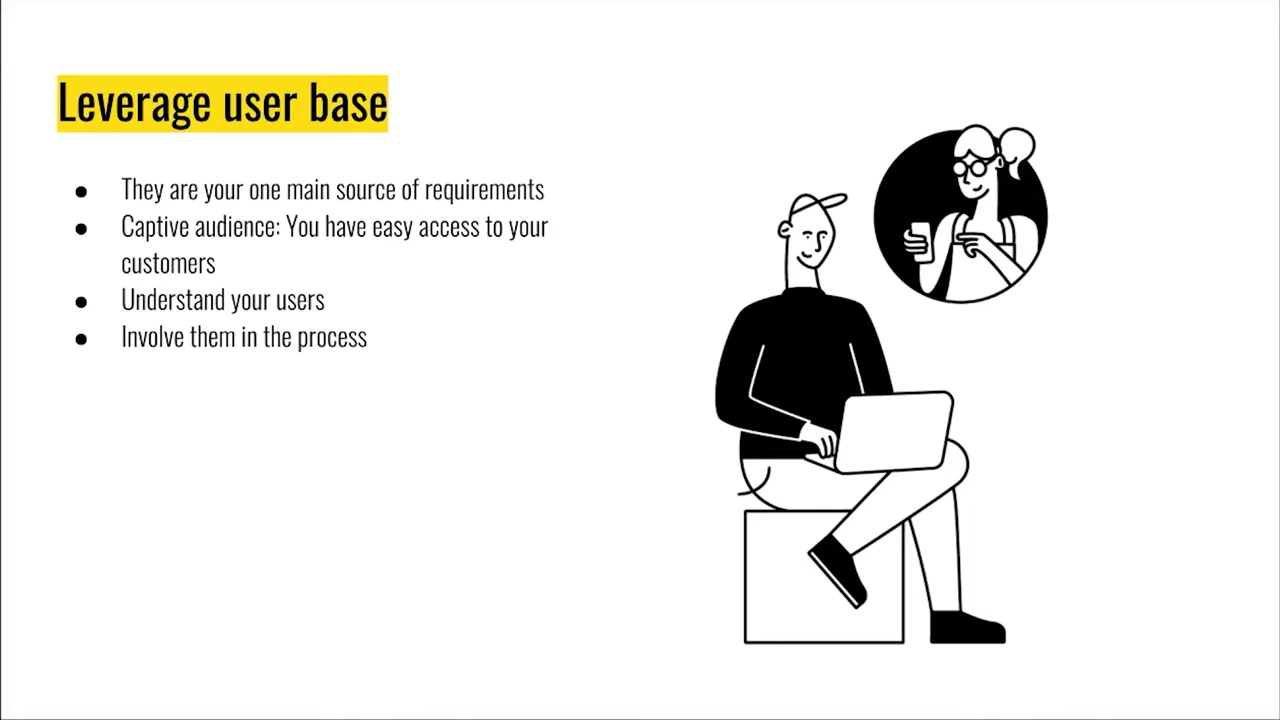 Leverage user base
● They are your one main source of requirements
● Captive audience: You have easy access to your
customers
● Understand your users
● Involve them in the process